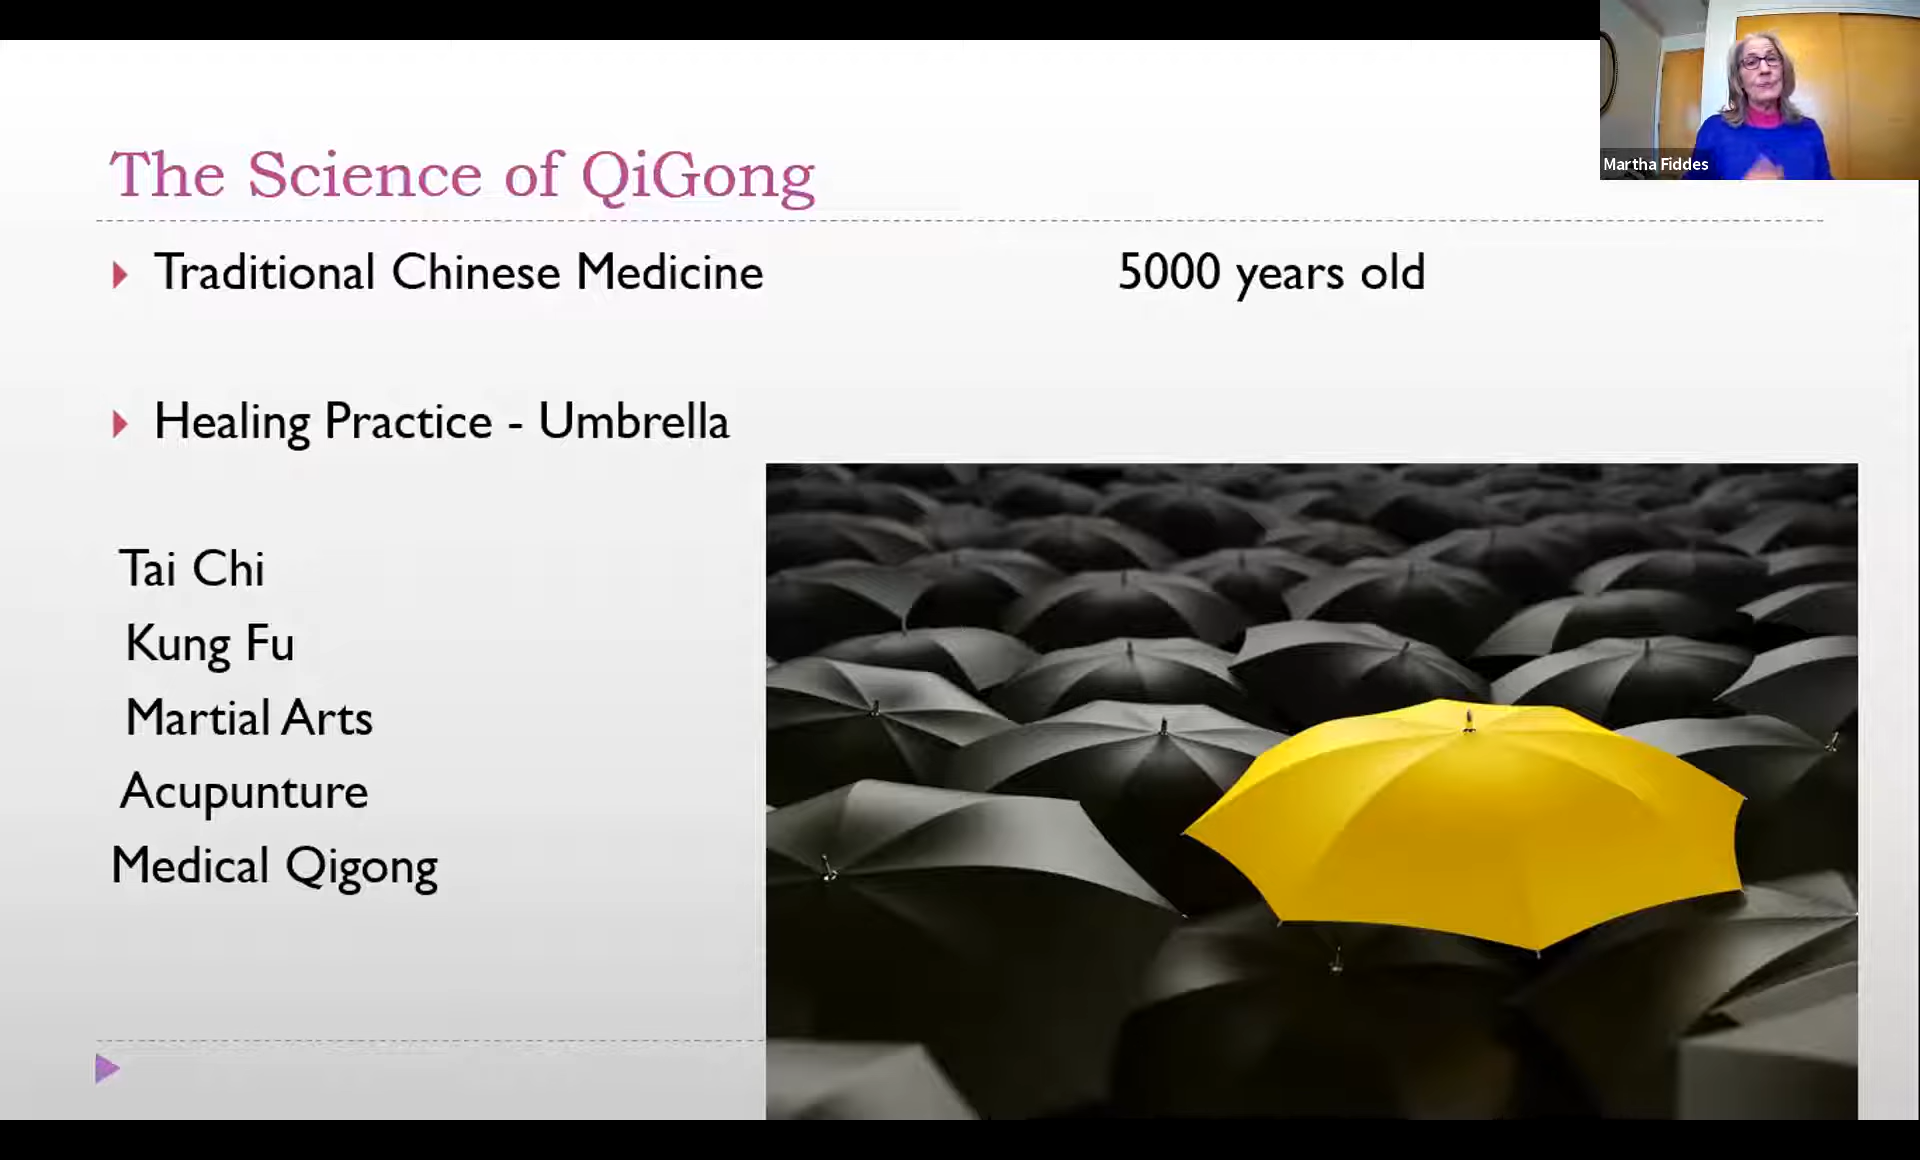 Martha Fiddes
The Science of QiGong
Traditional Chinese Medicine 5000 years old
Healing Practice - Umbrella
Tai Chi
Kung Fu
Martial Arts
Acupunture
Medical Qigong